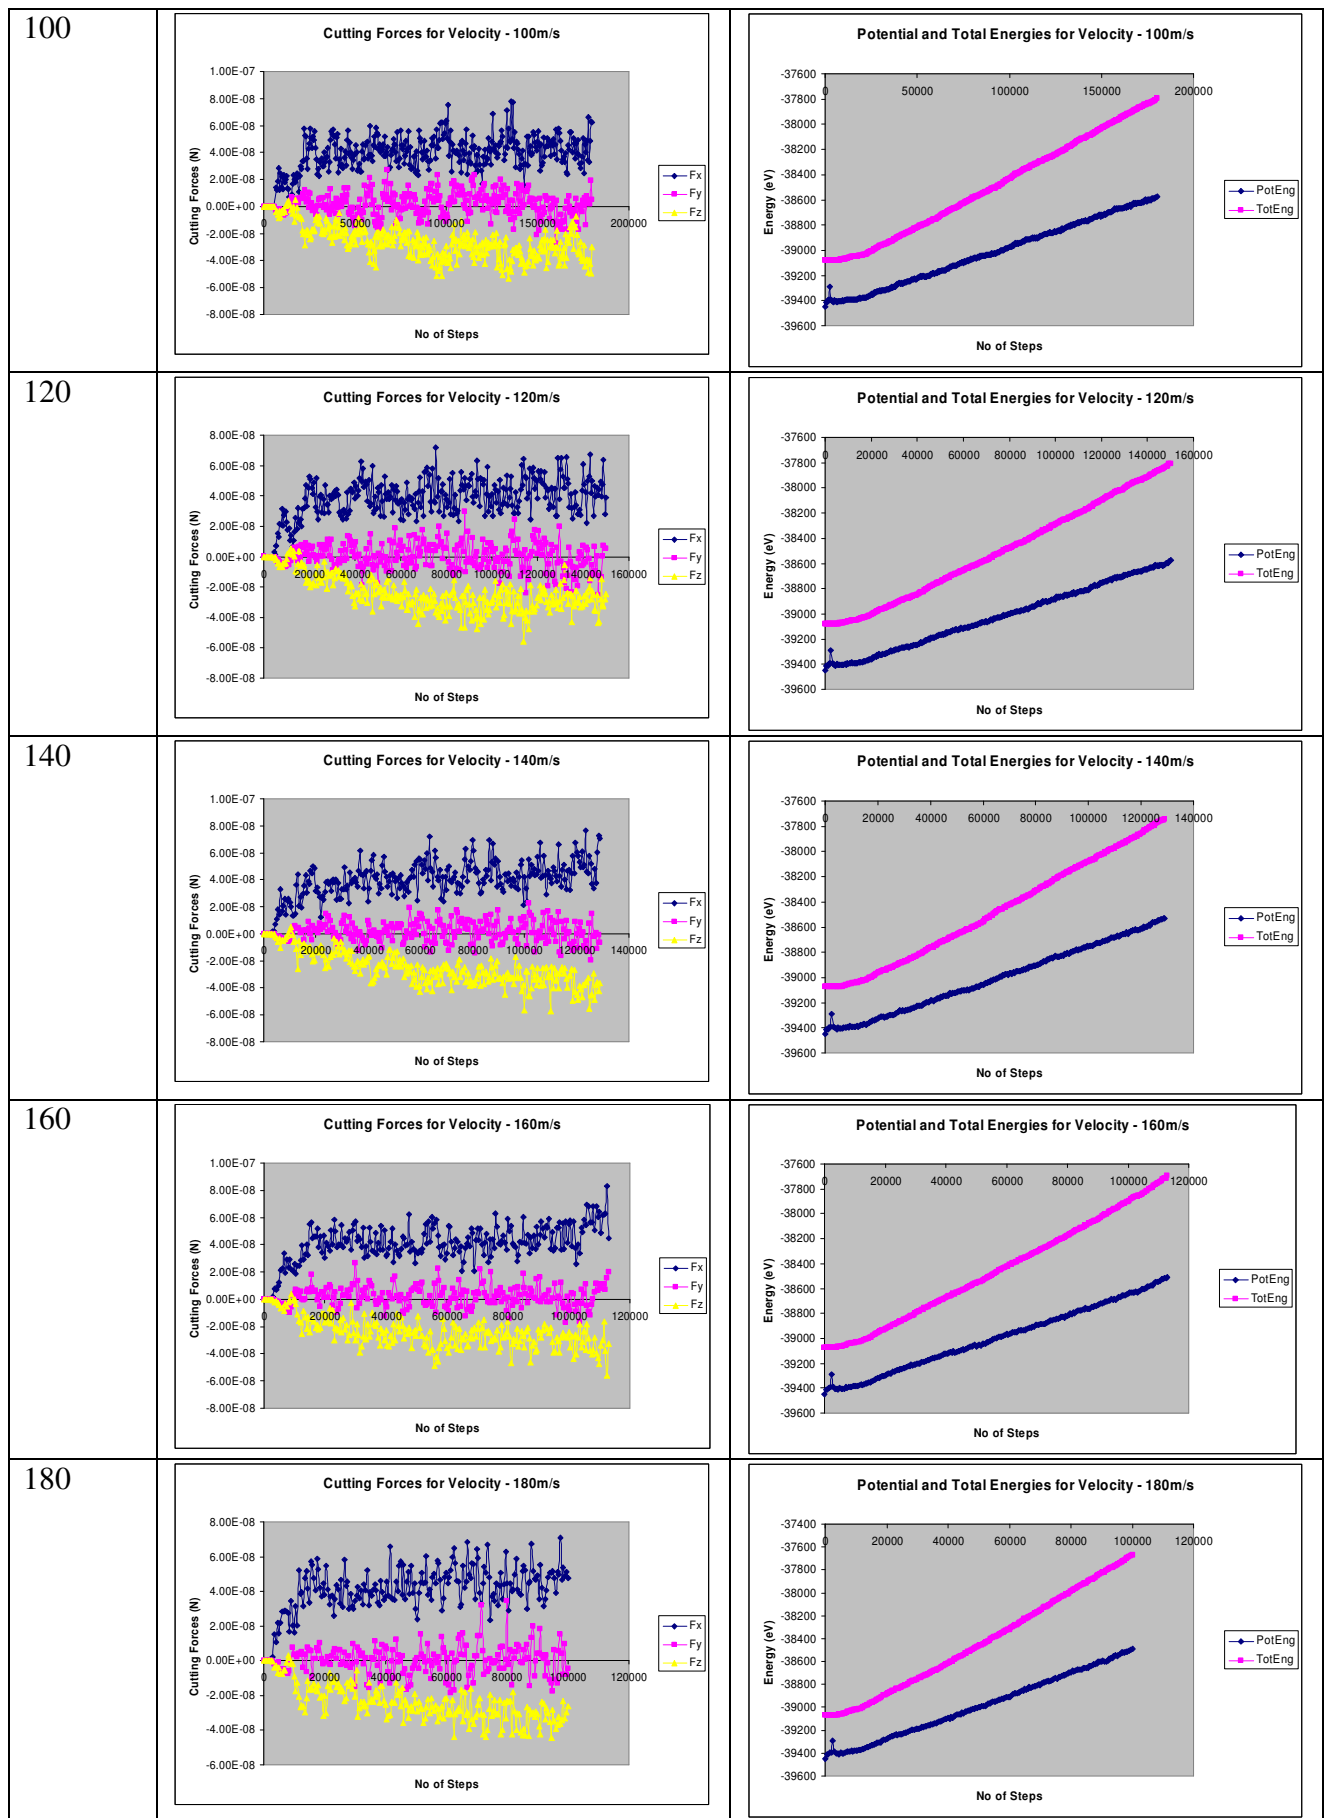 100
Cutting Forces for Velocity - 100m/s
1.00E-07
8.00E-08
6.00E-08
4.00E-08
2.00E-08
0.00E+00
-2.00E-08
-4.00E-08
-6.00E-08
-8.00E-08
0 50000 100000 150000 200000
Cutting Forces (N)
No of Steps
Fx
Fy
Fz
Potential and Total Energies for Velocity - 100m/s
-37600
-37800
-38000
-38200
-38400
-38600
-38800
-39000
-39200
-39400
-39600
0 50000 100000 150000 200000
Energy (eV)
No of Steps
PotEng
TotEng
120
Cutting Forces for Velocity - 120m/s
8.00E-08
6.00E-08
4.00E-08
2.00E-08
0.00E+00
-2.00E-08
-4.00E-08
-6.00E-08
-8.00E-08
0 20000 40000 60000 80000 100000 120000 140000 160000
Cutting Forces (N)
No of Steps
Fx
Fy
Fz
Potential and Total Energies for Velocity - 120m/s
-37600
-37800
-38000
-38200
-38400
-38600
-38800
-39000
-39200
-39400
-39600
0 20000 40000 60000 80000 100000 120000 140000 160000
Energy (eV)
No of Steps
PotEng
TotEng
140
Cutting Forces for Velocity - 140m/s
1.00E-07
8.00E-08
6.00E-08
4.00E-08
2.00E-08
0.00E+00
-2.00E-08
-4.00E-08
-6.00E-08
-8.00E-08
0 20000 40000 60000 80000 100000 120000 140000
Cutting Forces (N)
No of Steps
Fx
Fy
Fz
Potential and Total Energies for Velocity - 140m/s
-37600
-37800
-38000
-38200
-38400
-38600
-38800
-39000
-39200
-39400
-39600
0 20000 40000 60000 80000 100000 120000 140000
Energy (eV)
No of Steps
PotEng
TotEng
160
Cutting Forces for Velocity - 160m/s
1.00E-07
8.00E-08
6.00E-08
4.00E-08
2.00E-08
0.00E+00
-2.00E-08
-4.00E-08
-6.00E-08
-8.00E-08
0 20000 40000 60000 80000 100000 120000
Cutting Forces (N)
No of Steps
Fx
Fy
Fz
Potential and Total Energies for Velocity - 160m/s
-37600
-37800
-38000
-38200
-38400
-38600
-38800
-39000
-39200
-39400
-39600
0 20000 40000 60000 80000 100000 120000
Energy (eV)
No of Steps
PotEng
TotEng
180
Cutting Forces for Velocity - 180m/s
8.00E-08
6.00E-08
4.00E-08
2.00E-08
0.00E+00
-2.00E-08
-4.00E-08
-6.00E-08
0 20000 40000 60000 80000 100000 120000
Cutting Forces (N)
No of Steps
Fx
Fy
Fz
Potential and Total Energies for Velocity - 180m/s
-37400
-37600
-37800
-38000
-38200
-38400
-38600
-38800
-39000
-39200
-39400
-39600
0 20000 40000 60000 80000 100000 120000
Energy (eV)
No of Steps
PotEng
TotEng